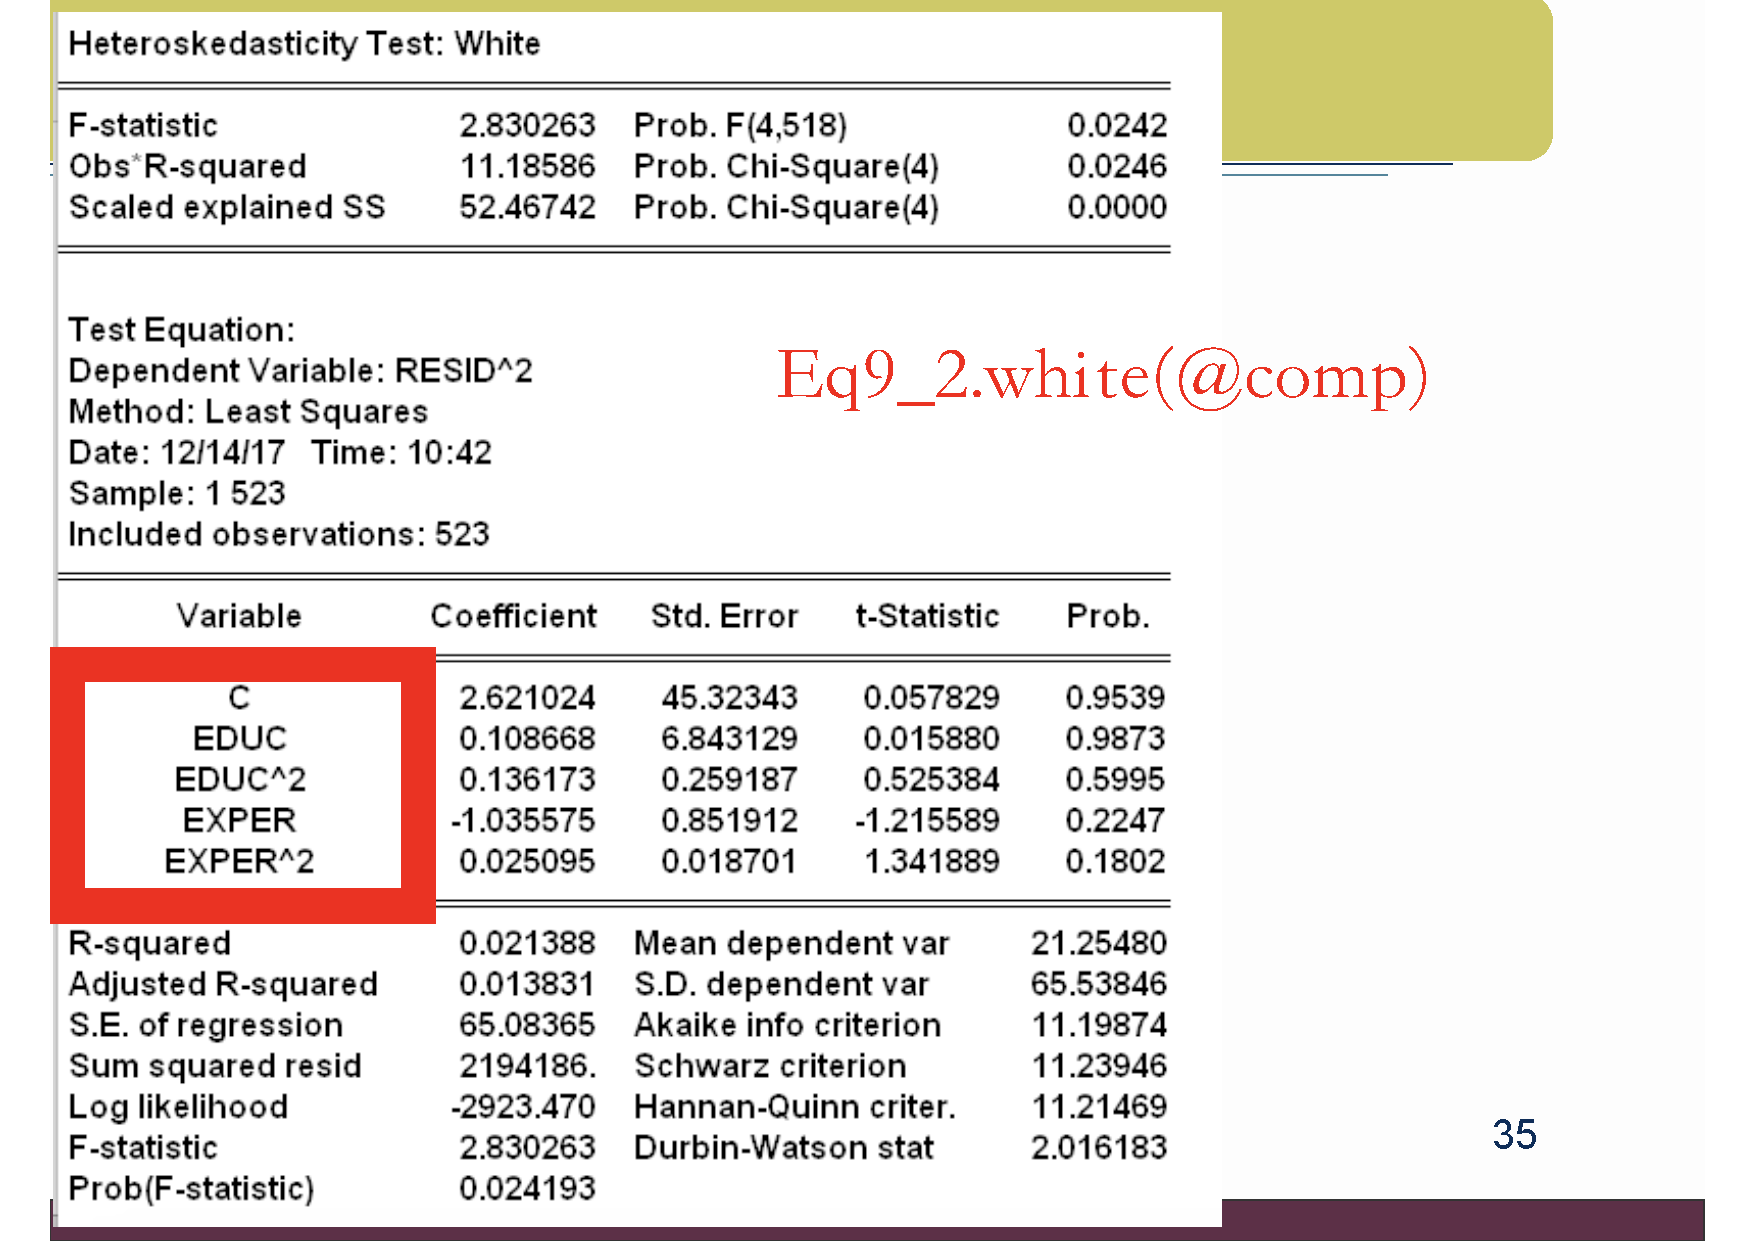 Heteroskedasticity Test: White
F-statistic 2.830263 Prob. F(4,518) 0.0242
Obs*R-squared 11.18586 Prob. Chi-Square(4) 0.0246
Scaled explained SS 52.46742 Prob. Chi-Square(4) 0.0000
Test Equation:
Dependent Variable: RESID^2
Method: Least Squares
Date: 12/14/17 Time: 10:42
Sample: 1 523
Included observations: 523
Eq9_2.white(@comp)
Variable Coefficient Std. Error t-Statistic Prob.
C 2.621024 45.32343 0.057829 0.9539
EDUC 0.108668 6.843129 0.015880 0.9873
EDUC^2 0.136173 0.259187 0.525384 0.5995
EXPER -1.035575 0.851912 -1.215589 0.2247
EXPER^2 0.025095 0.018701 1.341889 0.1802
R-squared 0.021388 Mean dependent var 21.25480
Adjusted R-squared 0.013831 S.D. dependent var 65.53846
S.E. of regression 65.08365 Akaike info criterion 11.19874
Sum squared resid 2194186. Schwarz criterion 11.23946
Log likelihood -2923.470 Hannan-Quinn criter. 11.21469
F-statistic 2.830263 Durbin-Watson stat 2.016183
Prob(F-statistic) 0.024193
35